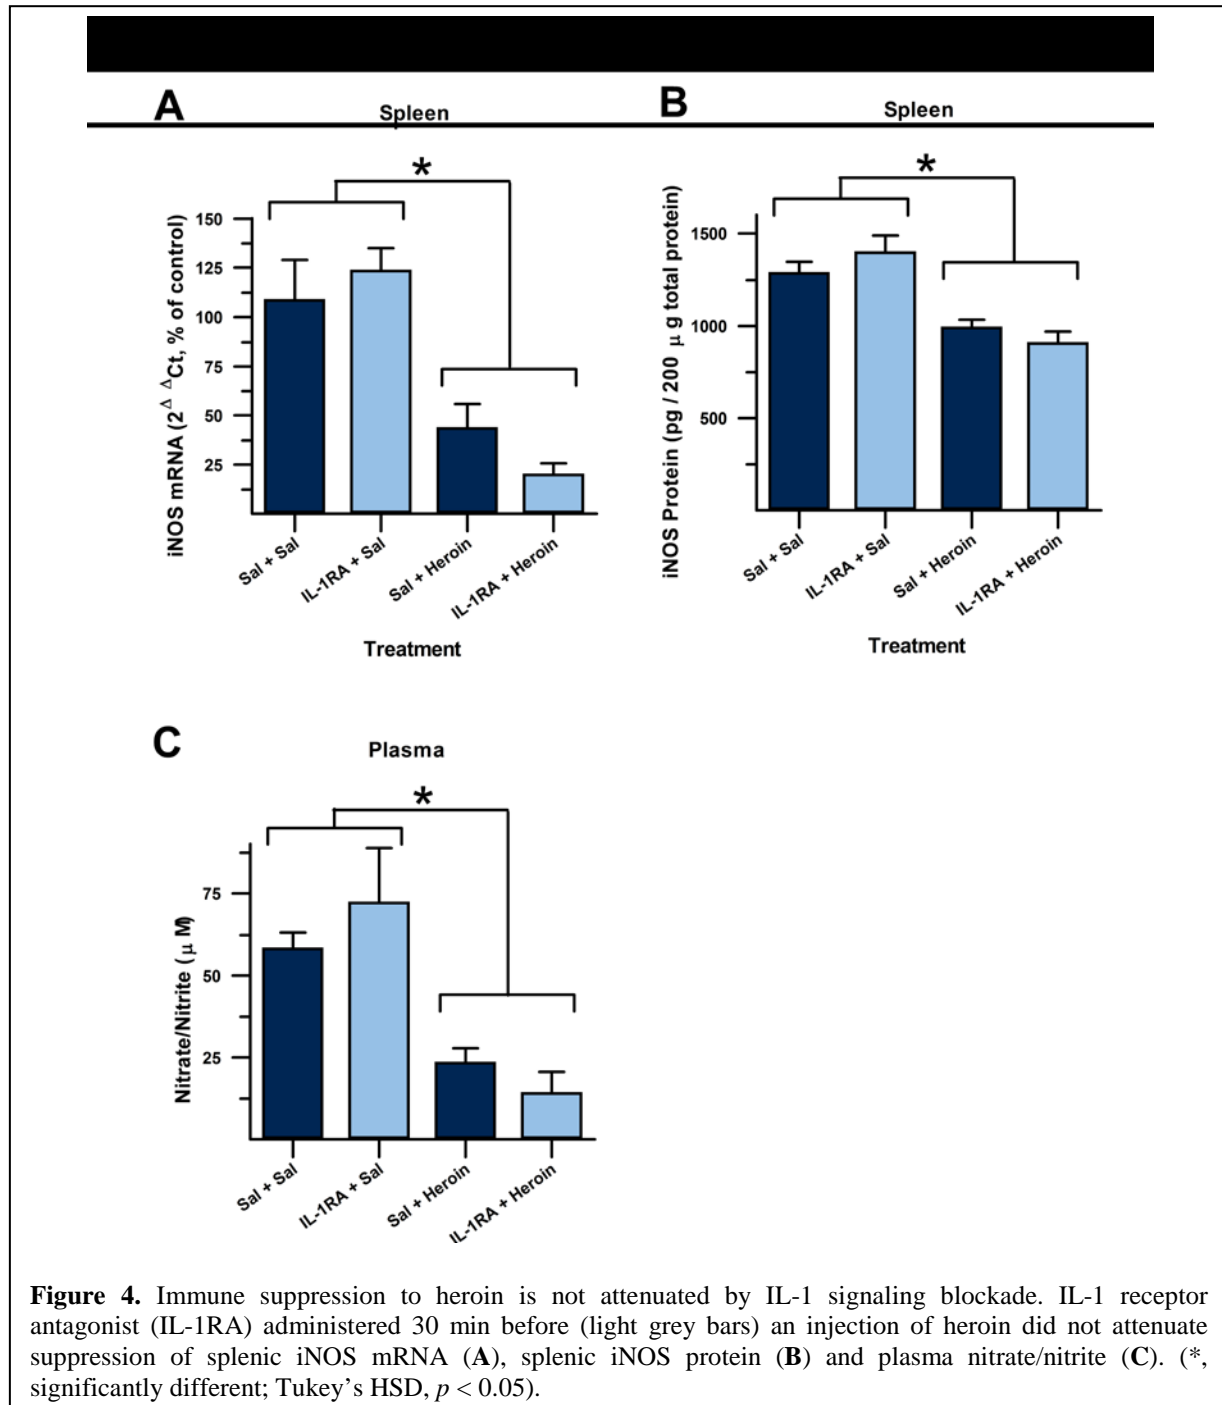 A
Spleen
*
iNOS mRNA (2Δ ΔCt, % of control)
150
125
100
75
50
25
Sal + Sal
IL-1RA + Sal
Sal + Heroin
IL-1RA + Heroin
Treatment
B
Spleen
*
iNOS Protein (pg / 200 μ g total protein)
1500
1000
500
Sal + Sal
IL-1RA + Sal
Sal + Heroin
IL-1RA + Heroin
Treatment
C
Plasma
*
Nitrate/Nitrite ( μ M)
75
50
25
Sal + Sal
IL-1RA + Sal
Sal + Heroin
IL-1RA + Heroin
Figure 4. Immune suppression to heroin is not attenuated by IL-1 signaling blockade. IL-1 receptor
antagonist (IL-1RA) administered 30 min before (light grey bars) an injection of heroin did not attenuate
suppression of splenic iNOS mRNA (A), splenic iNOS protein (B) and plasma nitrate/nitrite (C). (*,
significantly different; Tukey's HSD, p < 0.05).